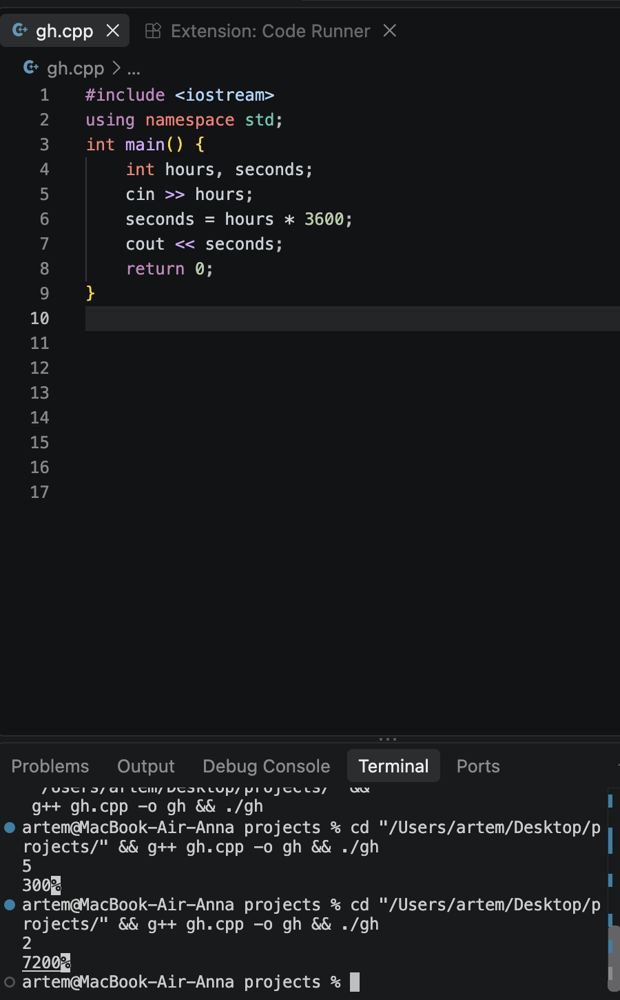 gh.cpp
Extension: Code Runner
gh.cpp > ...
1 #include <iostream>
2 using namespace std;
3 int main() {
4     int hours, seconds;
5     cin >> hours;
6     seconds = hours * 3600;
7     cout << seconds;
8     return 0;
9 }
10
11
12
13
14
15
16
17
Problems Output Debug Console Terminal Ports
"/Users/artem/Desktop/projects/" &&
g++ gh.cpp -o gh && ./gh
artem@MacBook-Air-Anna projects % cd "/Users/artem/Desktop/p
rojects/" && g++ gh.cpp -o gh && ./gh
5
300%
artem@MacBook-Air-Anna projects % cd "/Users/artem/Desktop/p
rojects/" && g++ gh.cpp -o gh && ./gh
2
7200%
artem@MacBook-Air-Anna projects %